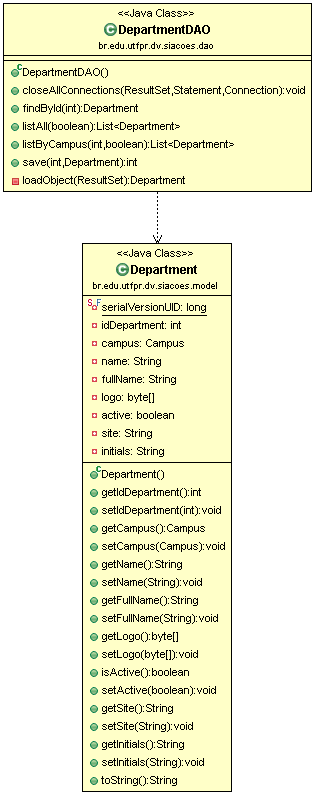 <<Java Class>>
DepartmentDAO
br.edu.utfpr.dv.siacoes.dao
DepartmentDAO()
closeAllConnections(ResultSet,Statement,Connection):void
findById(int):Department
listAll(boolean):List<Department>
listByCampus(int,boolean):List<Department>
save(int,Department):int
loadObject(ResultSet):Department
<<Java Class>>
Department
br.edu.utfpr.dv.siacoes.model
serialVersionUID: long
idDepartment: int
campus: Campus
name: String
fullName: String
logo: byte[]
active: boolean
site: String
initials: String
Department()
getIdDepartment():int
setIdDepartment(int):void
getCampus():Campus
setCampus(Campus):void
getName():String
setName(String):void
getFullName():String
setFullName(String):void
getLogo():byte[]
setLogo(byte[]):void
isActive():boolean
setActive(boolean):void
getSite():String
setSite(String):void
getInitials():String
setInitials(String):void
toString():String